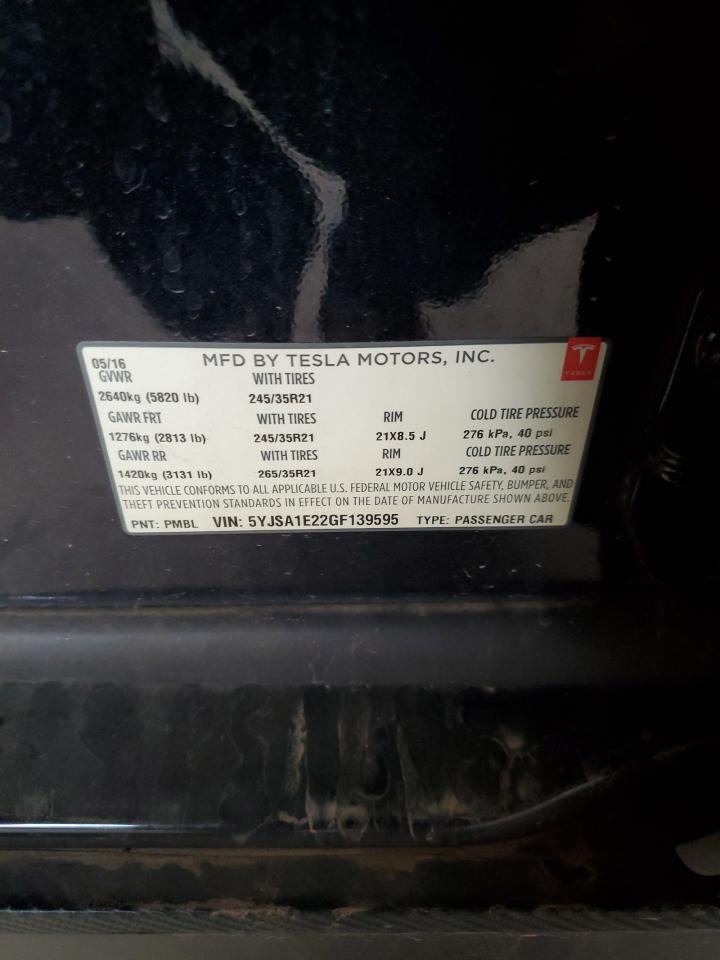 05/16 MFD BY TESLA MOTORS, INC.
TESLA
GVWR WITH TIRES
2640kg (5820 lb) 245/35R21
GAWR FRT WITH TIRES RIM COLD TIRE PRESSURE
1276kg (2813 lb) 245/35R21 21X8.5 J 276 kPa, 40 psi
GAWR RR WITH TIRES RIM COLD TIRE PRESSURE
1420kg (3131 lb) 265/35R21 21X9.0 J 276 kPa, 40 psi
THIS VEHICLE CONFORMS TO ALL APPLICABLE U.S. FEDERAL MOTOR VEHICLE SAFETY, BUMPER, AND
THEFT PREVENTION STANDARDS IN EFFECT ON THE DATE OF MANUFACTURE SHOWN ABOVE.
PNT: PMBL VIN: 5YJSA1E22GF139595 TYPE: PASSENGER CAR